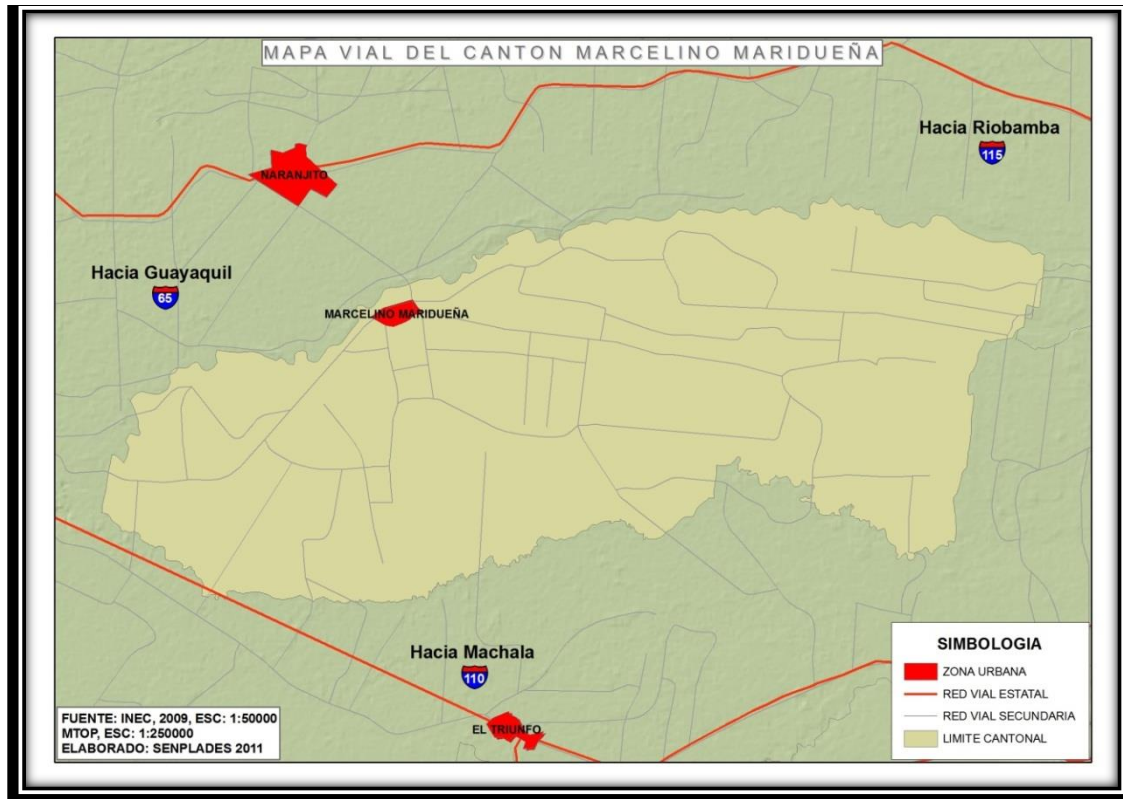 MAPA VIAL DEL CANTON MARCELINO MARIDUEÑA
Hacia Riobamba
115
NARANJITO
Hacia Guayaquil
65
MARCELINO MARIDUEÑA
Hacia Machala
110
EL TRIUNFO
SIMBOLOGIA
ZONA URBANA
RED VIAL ESTATAL
RED VIAL SECUNDARIA
LIMITE CANTONAL
FUENTE: INEC, 2009, ESC: 1:50000
MTOP, ESC: 1:250000
ELABORADO: SENPLADES 2011